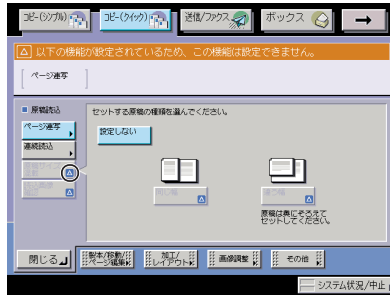 コピー(シンプル)
コピー(クイック)
送信/ファクス
ボックス
以下の機能が設定されているため、この機能は設定できません。
ページ連写
原稿読込
セットする原稿の種類を選んでください。
ページ連写
設定しない
連続読込
原稿は奥にそろえて
セットしてください。
閉じる
製本/移動/
ページ編集
加工/
レイアウト
画像調整
その他
システム状況/中止